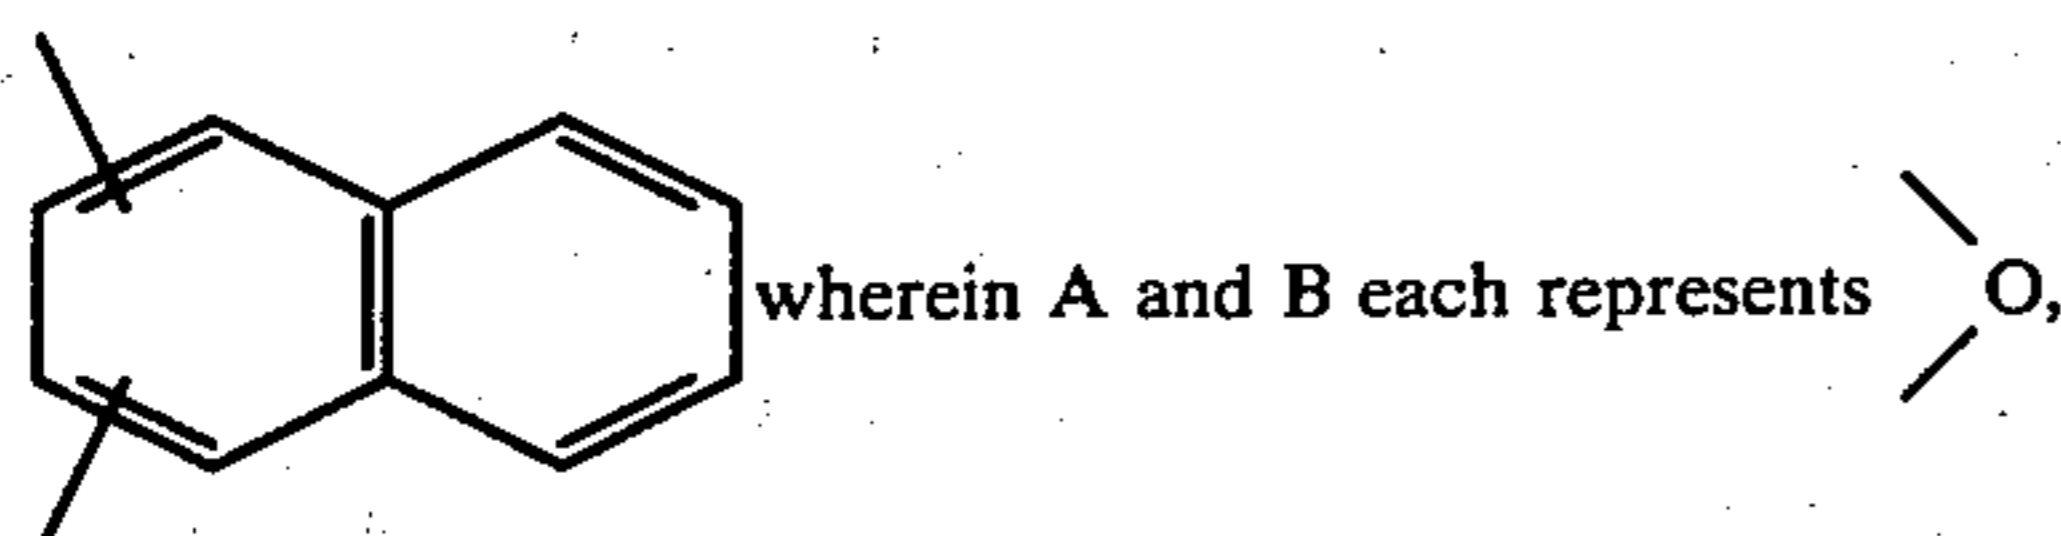 wherein A and B each represents O,